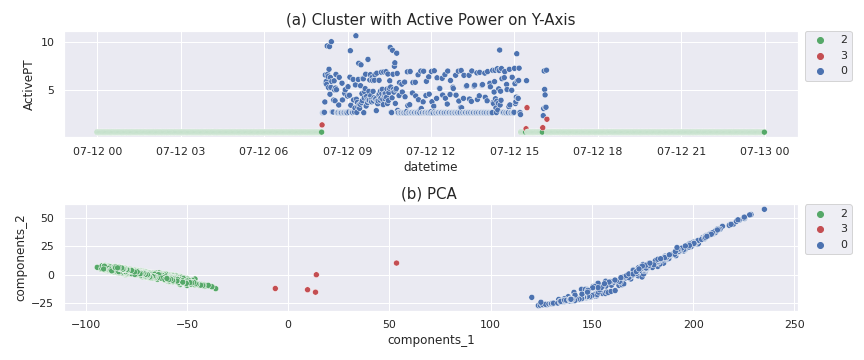 (a) Cluster with Active Power on Y-Axis
10
5
ActivePT
2
3
0
07-12 00 07-12 03 07-12 06 07-12 09 07-12 12 07-12 15 07-12 18 07-12 21 07-13 00
datetime
(b) PCA
50
25
0
−25
components_2
2
3
0
−100 −50 0 50 100 150 200 250
components_1